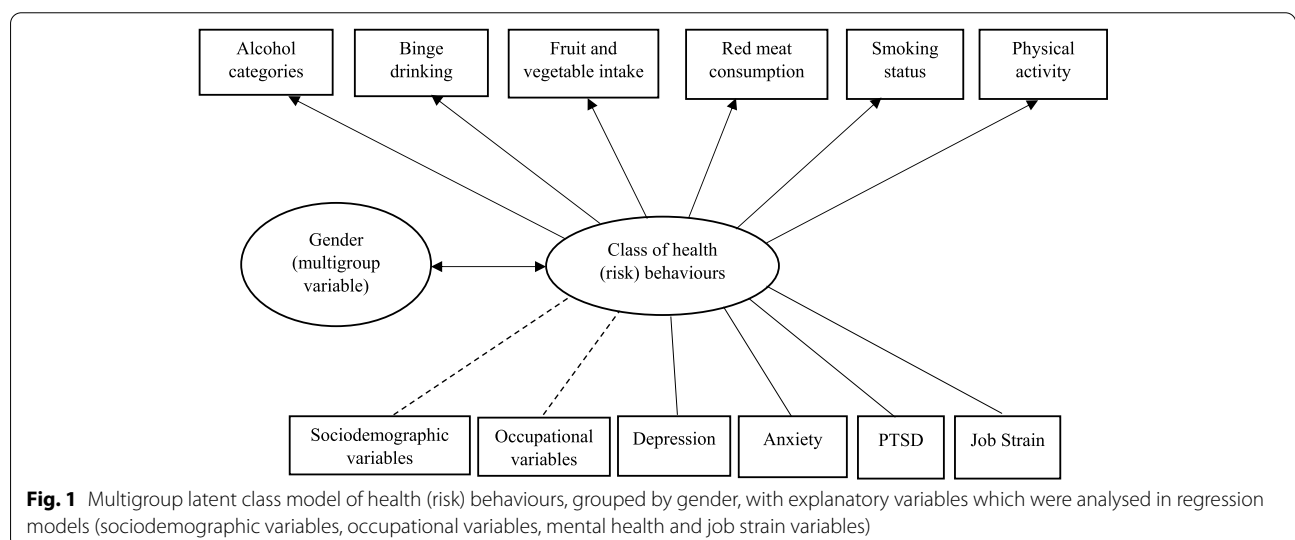 Alcohol
categories
Binge
drinking
Fruit and
vegetable intake
Red meat
consumption
Smoking
status
Physical
activity
Gender
(multigroup
variable)
Class of health
(risk) behaviours
Sociodemographic
variables
Occupational
variables
Depression
Anxiety
PTSD
Job Strain
Fig. 1 Multigroup latent class model of health (risk) behaviours, grouped by gender, with explanatory variables which were analysed in regression
models (sociodemographic variables, occupational variables, mental health and job strain variables)